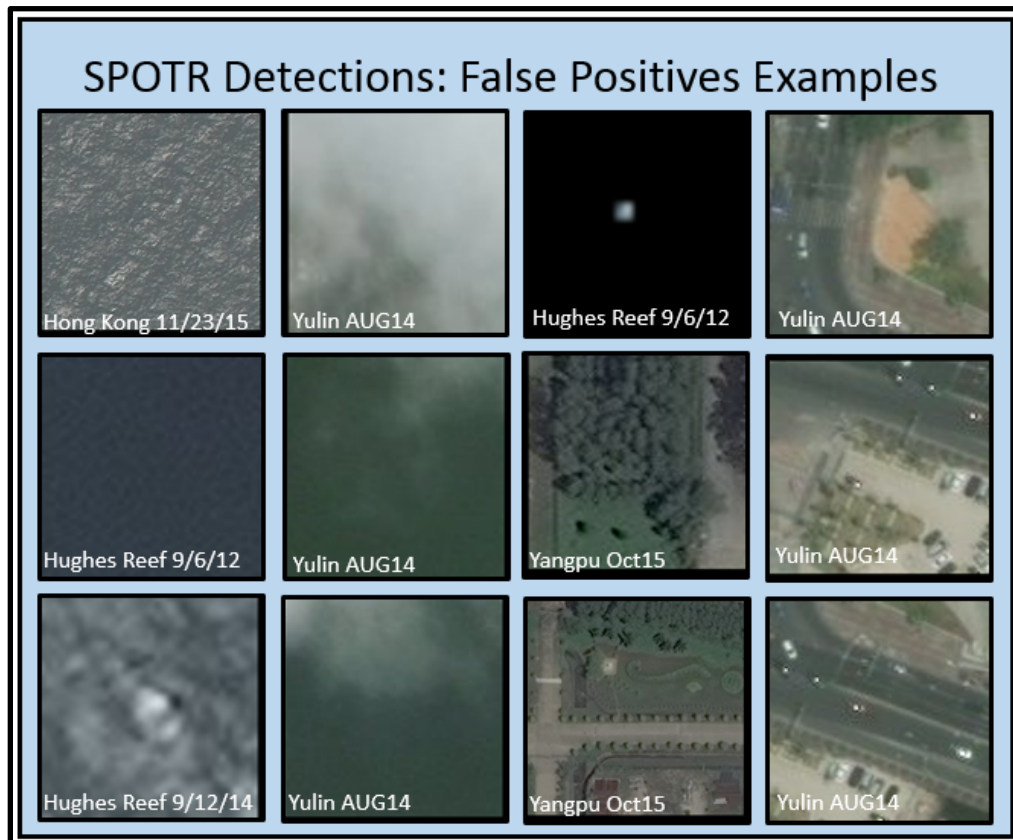 SPOTR Detections: False Positives Examples
Hong Kong 11/23/15
Yulin AUG14
Hughes Reef 9/6/12
Yulin AUG14
Hughes Reef 9/6/12
Yulin AUG14
Yangpu Oct15
Yulin AUG14
Hughes Reef 9/12/14
Yulin AUG14
Yangpu Oct15
Yulin AUG14